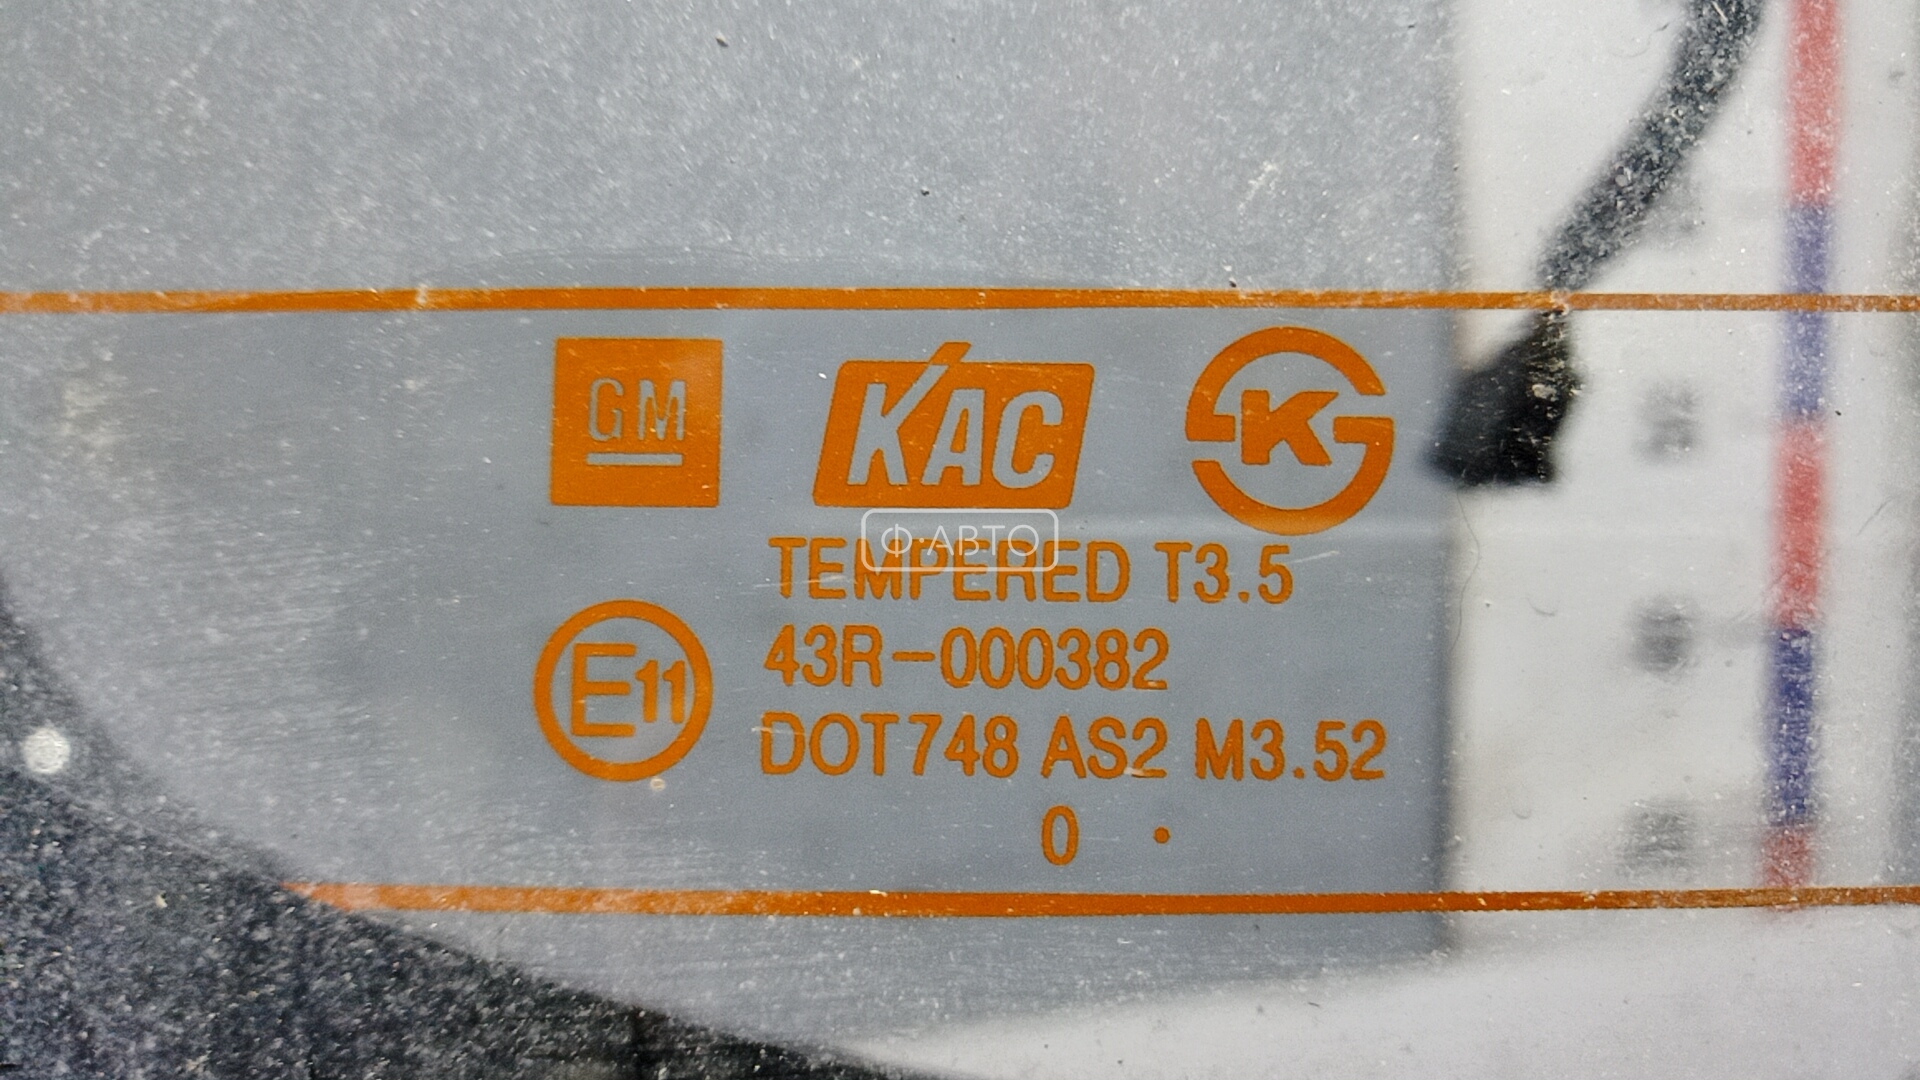 GM KAC K
Ф·АВТО
TEMPERED T3.5
E11 43R-000382
DOT748 AS2 M3.52
0 ·